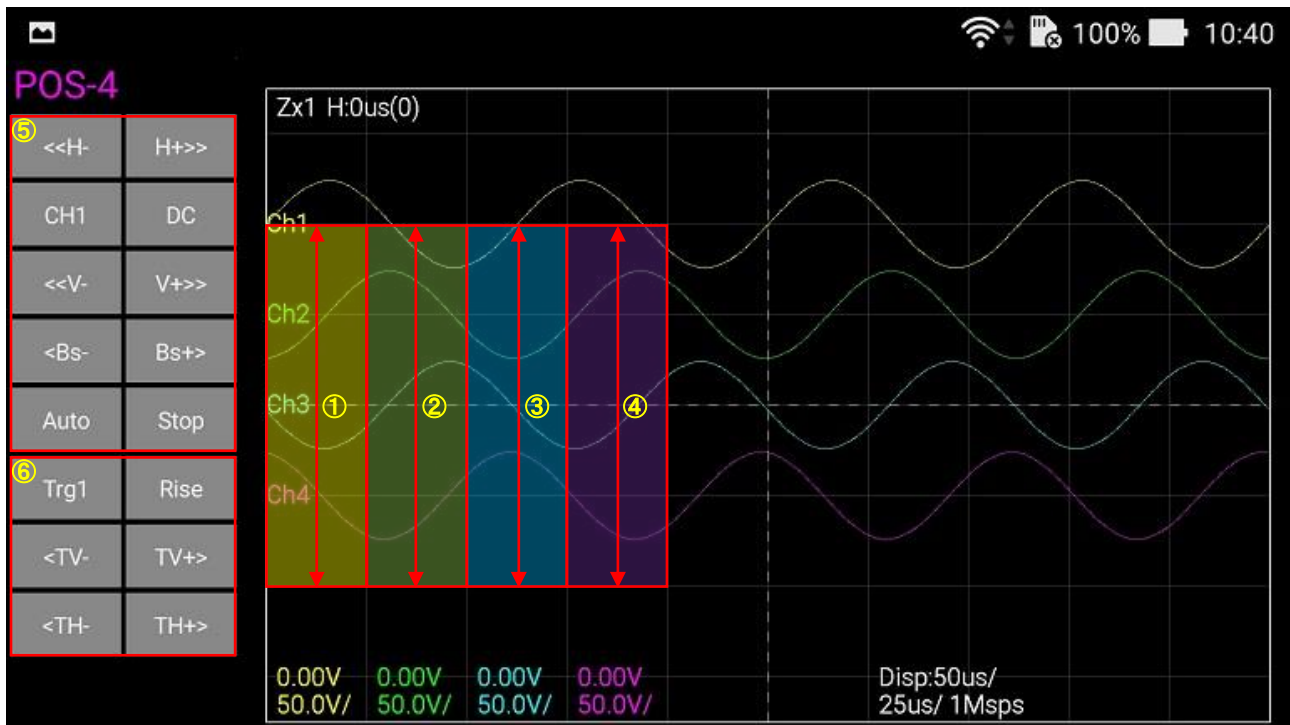 100% 10:40
POS-4
Zx1 H:0us(0)
⑤
<<H- H+>>
CH1 DC
<<V- V+>>
<Bs- Bs+>
Auto Stop
⑥
Trg1 Rise
<TV- TV+>
<TH- TH+>
Ch1
Ch2
Ch3 ① ② ③ ④
Ch4
0.00V 0.00V 0.00V 0.00V Disp:50us/
50.0V/ 50.0V/ 50.0V/ 50.0V/ 25us/ 1Msps